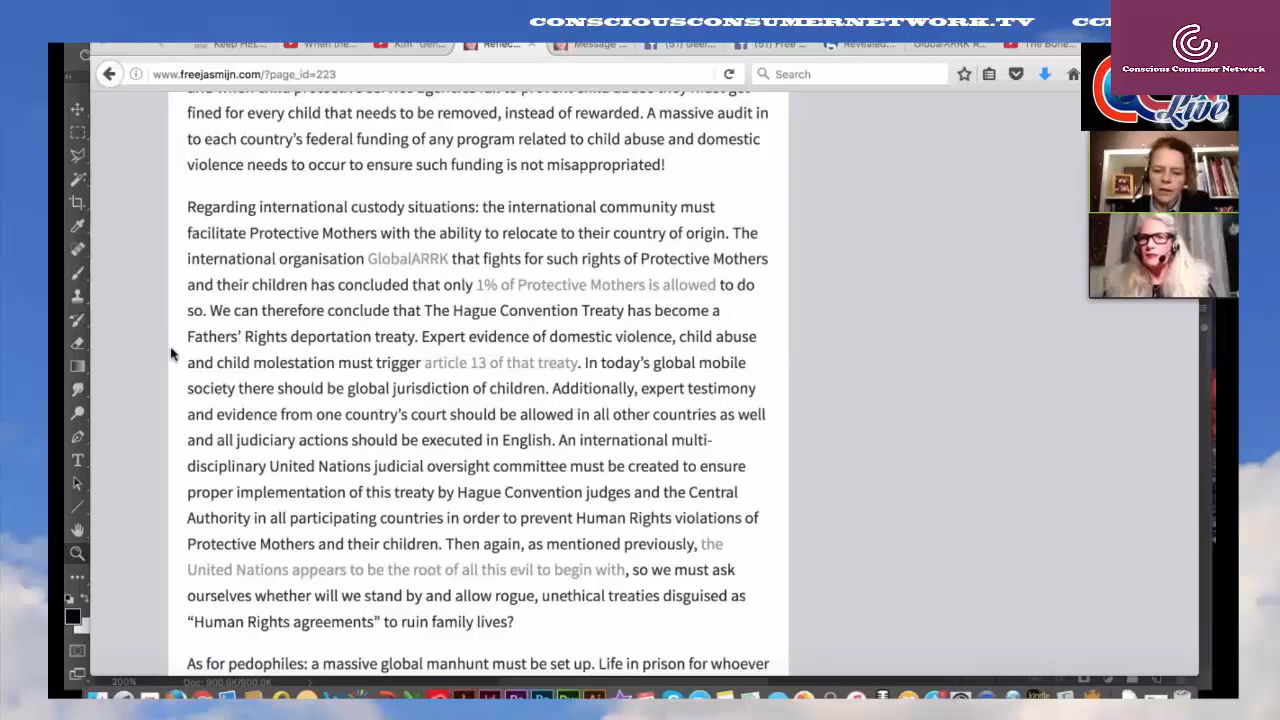 CONSCIOUSCONSUMERNETWORK.TV
Conscious Consumer Network
Live
www.freejasmijn.com/?page_id=223
Search
fined for every child that needs to be removed, instead of rewarded. A massive audit in
to each country's federal funding of any program related to child abuse and domestic
violence needs to occur to ensure such funding is not misappropriated!
Regarding international custody situations: the international community must
facilitate Protective Mothers with the ability to relocate to their country of origin. The
international organisation GlobalARRK that fights for such rights of Protective Mothers
and their children has concluded that only 1% of Protective Mothers is allowed to do
so. We can therefore conclude that The Hague Convention Treaty has become a
Fathers' Rights deportation treaty. Expert evidence of domestic violence, child abuse
and child molestation must trigger article 13 of that treaty. In today's global mobile
society there should be global jurisdiction of children. Additionally, expert testimony
and evidence from one country's court should be allowed in all other countries as well
and all judiciary actions should be executed in English. An international multi-
disciplinary United Nations judicial oversight committee must be created to ensure
proper implementation of this treaty by Hague Convention judges and the Central
Authority in all participating countries in order to prevent Human Rights violations of
Protective Mothers and their children. Then again, as mentioned previously, the
United Nations appears to be the root of all this evil to begin with, so we must ask
ourselves whether will we stand by and allow rogue, unethical treaties disguised as
“Human Rights agreements” to ruin family lives?
As for pedophiles: a massive global manhunt must be set up. Life in prison for whoever
200%